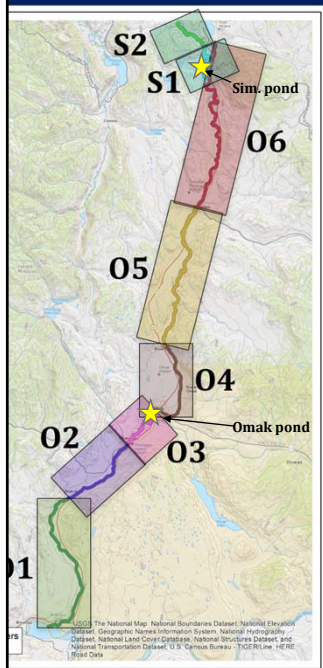 S2
S1
Sim. pond
O6
O5
O4
Omak pond
O2
O3
O1
USGS The National Map: National Boundaries Dataset, National Elevation
Dataset, Geographic Names Information System, National Hydrography
Dataset, National Land Cover Database, National Structures Dataset, and
National Transportation Dataset; U.S. Census Bureau - TIGER/Line; HERE
Road Data
ers